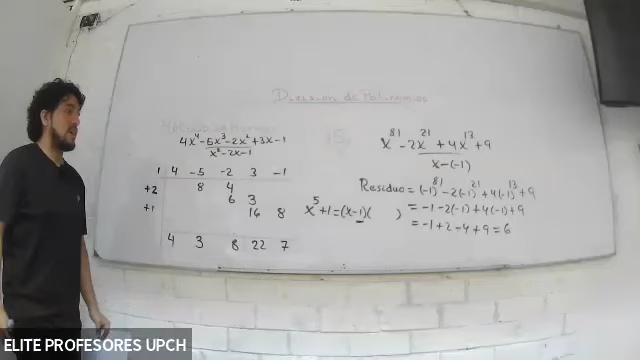 División de Polinomios
4x⁴-5x³-2x²+3x-1
x²-2x-1
1 4 -5 -2 3 -1
+2 8 4
6 3
+1 16 8
4 3 8 22 7
x⁵+1=(x-1)( )
x⁸¹-2x²¹+4x¹³+9
x-(-1)
Residuo=(-1)⁸¹-2(-1)²¹+4(-1)¹³+9
=-1-2(-1)+4(-1)+9
=-1+2-4+9=6
ELITE PROFESORES UPCH